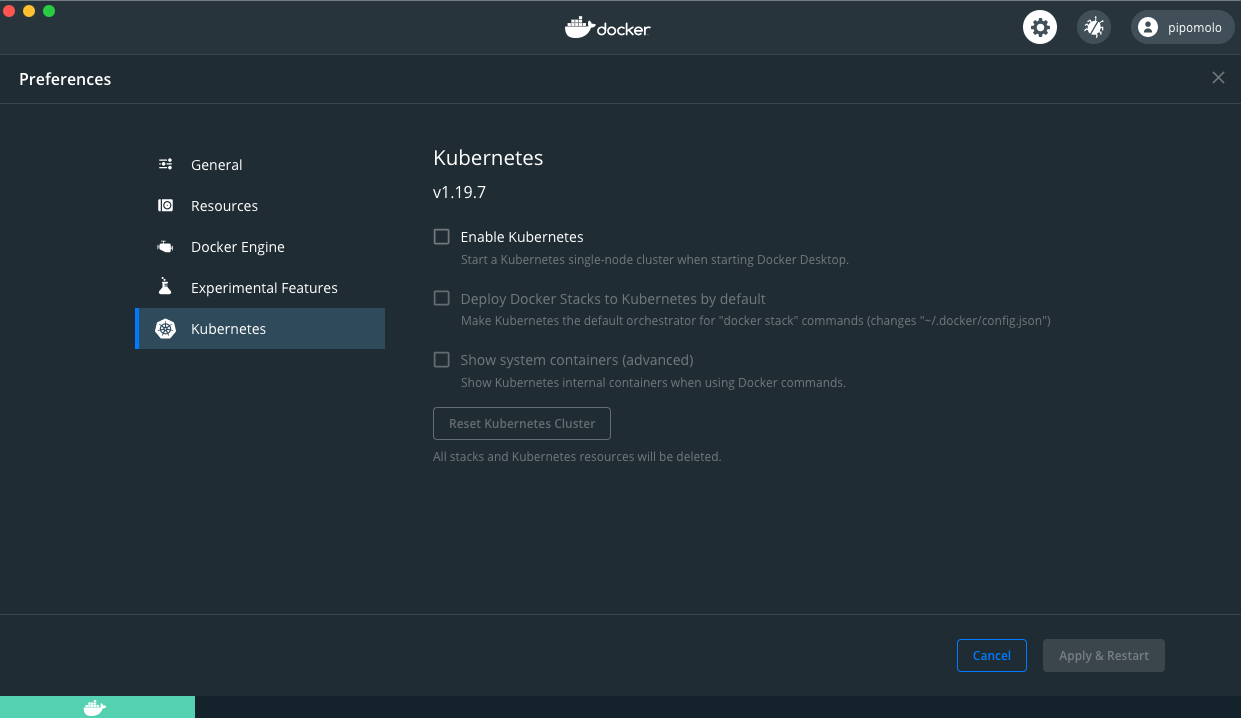 docker
pipomolo
Preferences
General
Resources
Docker Engine
Experimental Features
Kubernetes
Kubernetes
v1.19.7
Enable Kubernetes
Start a Kubernetes single-node cluster when starting Docker Desktop.
Deploy Docker Stacks to Kubernetes by default
Make Kubernetes the default orchestrator for "docker stack" commands (changes "~/.docker/config.json")
Show system containers (advanced)
Show Kubernetes internal containers when using Docker commands.
Reset Kubernetes Cluster
All stacks and Kubernetes resources will be deleted.
Cancel
Apply & Restart